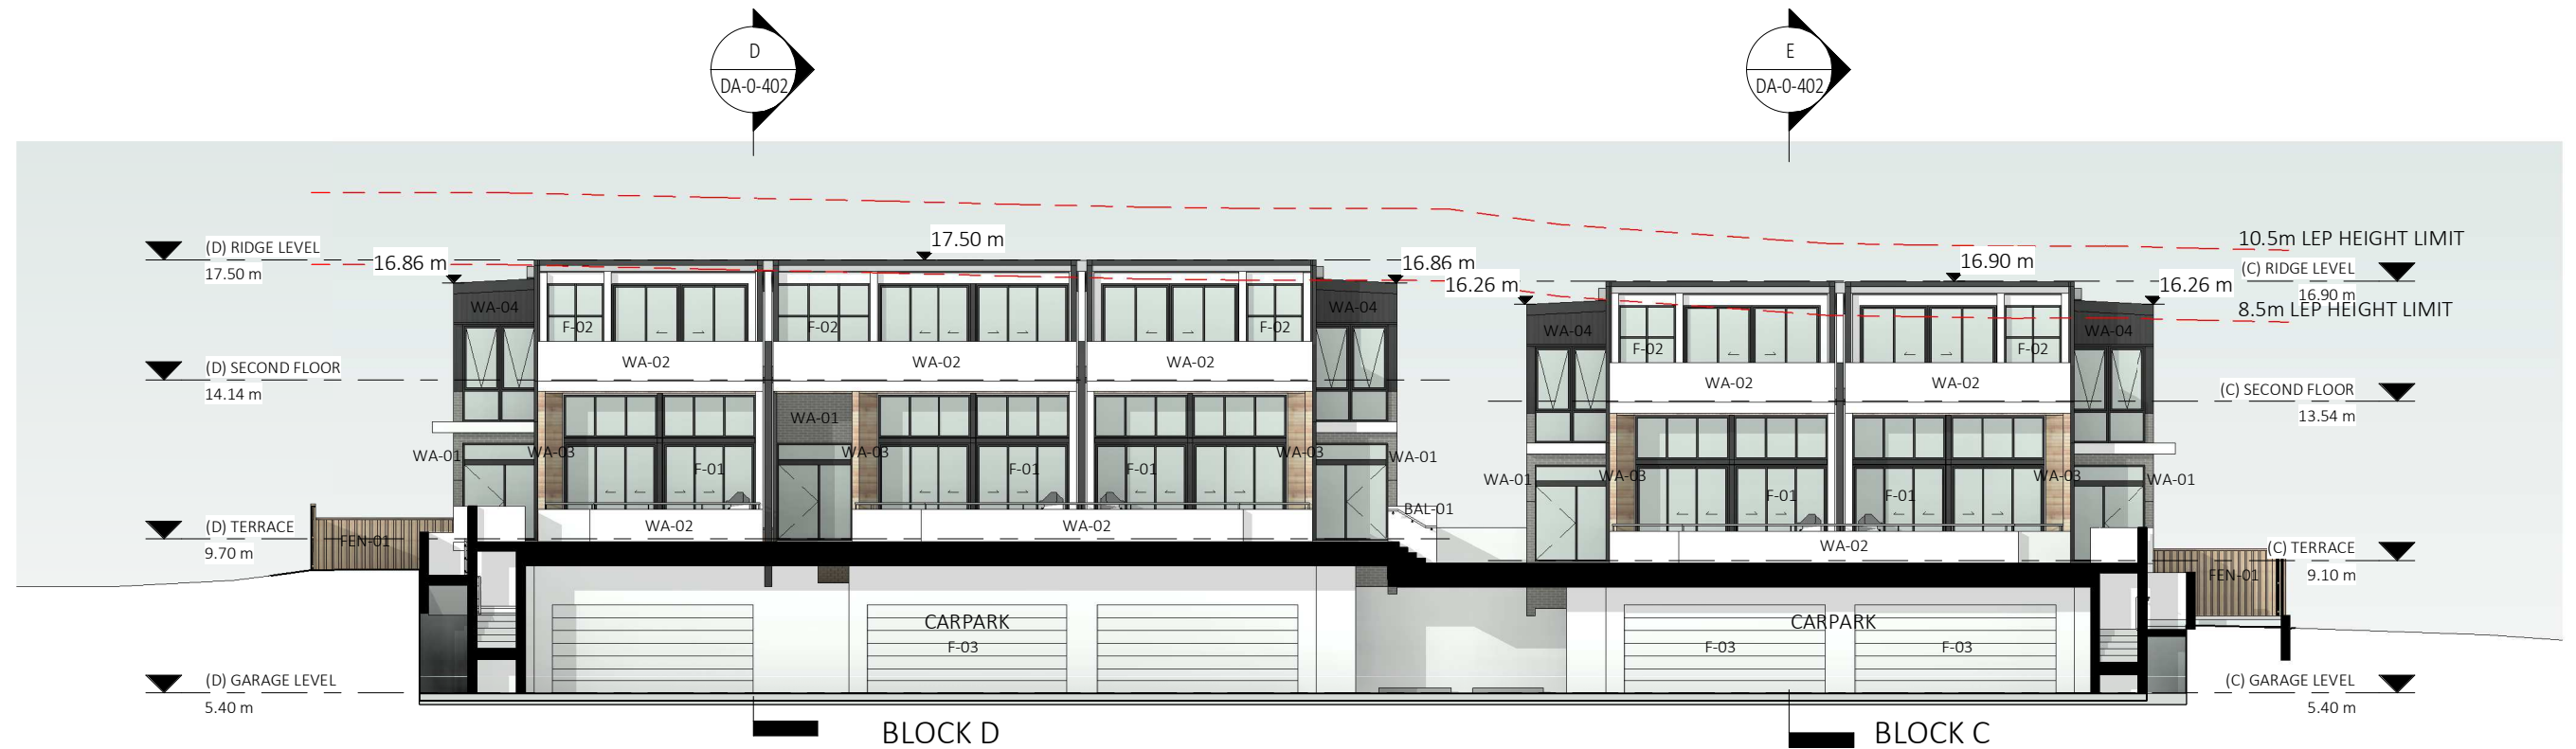 D
DA-0-402
E
DA-0-402
10.5m LEP HEIGHT LIMIT
(D) RIDGE LEVEL
17.50 m
16.86 m
17.50 m
16.86 m
16.26 m
16.90 m
16.26 m
(C) RIDGE LEVEL
16.90 m
8.5m LEP HEIGHT LIMIT
WA-04
F-02
F-02
F-02
WA-04
WA-04
F-02
F-02
WA-04
(D) SECOND FLOOR
14.14 m
WA-02
WA-02
WA-02
WA-02
WA-02
(C) SECOND FLOOR
13.54 m
WA-01
WA-01
WA-03
F-01
WA-03
F-01
F-01
WA-03
WA-01
WA-01
WA-03
F-01
F-01
WA-03
WA-01
BAL-01
(D) TERRACE
9.70 m
FEN-01
WA-02
WA-02
WA-02
(C) TERRACE
9.10 m
FEN-01
CARPARK
F-03
CARPARK
F-03
F-03
(D) GARAGE LEVEL
5.40 m
(C) GARAGE LEVEL
5.40 m
BLOCK D
BLOCK C